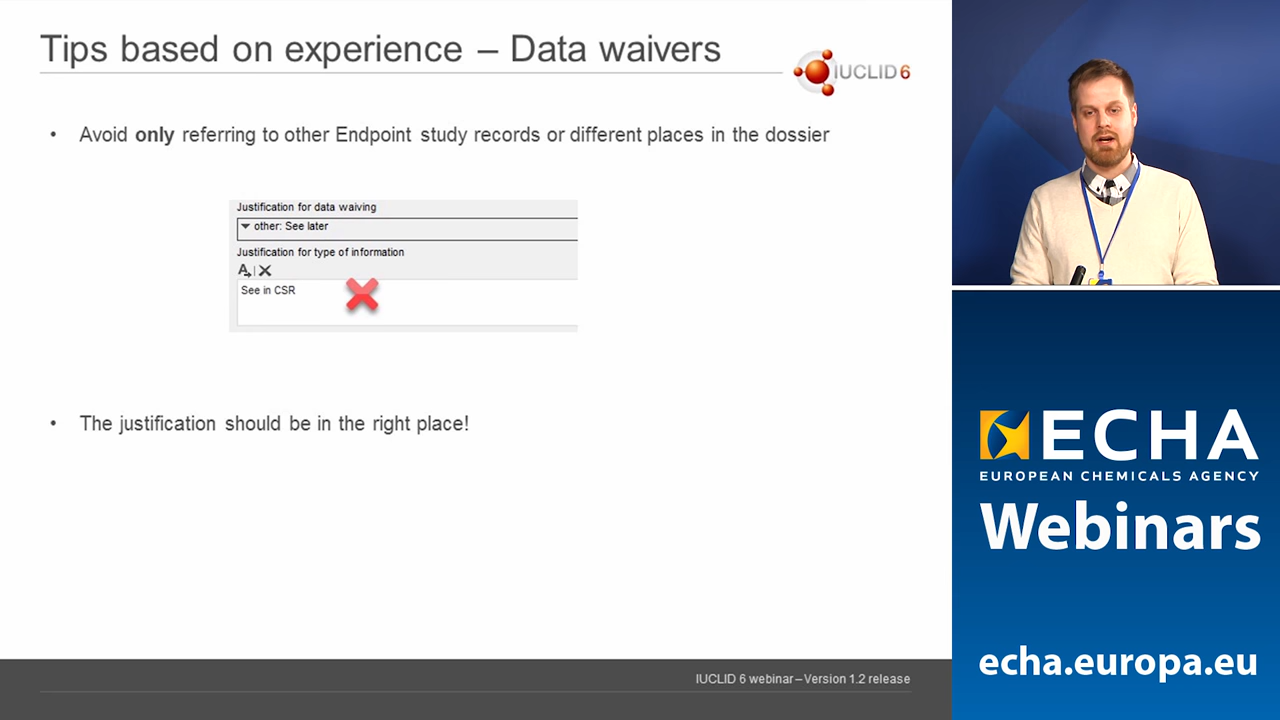 Tips based on experience – Data waivers
IUCLID 6
• Avoid only referring to other Endpoint study records or different places in the dossier
Justification for data waiving
other: See later
Justification for type of information
See in CSR
• The justification should be in the right place!
IUCLID 6 webinar – Version 1.2 release
ECHA
EUROPEAN CHEMICALS AGENCY
Webinars
echa.europa.eu